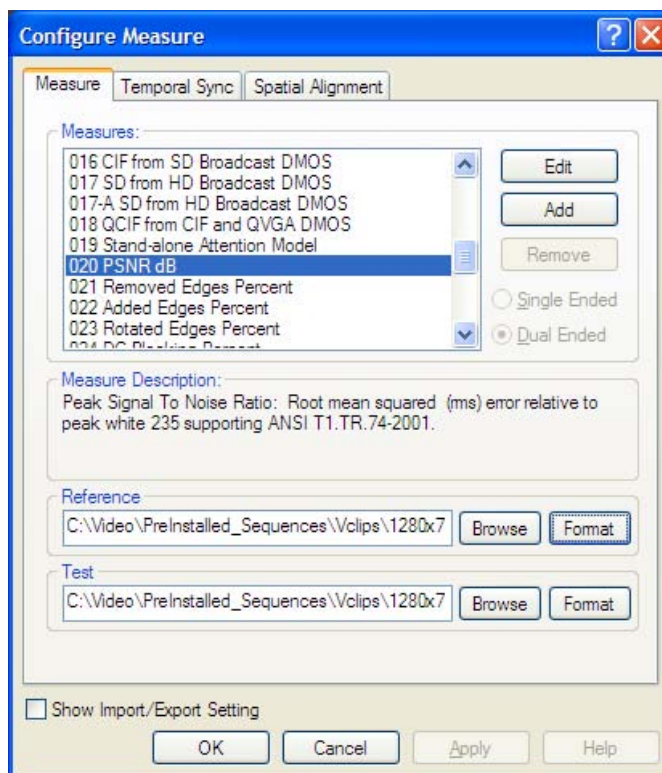 Configure Measure
Measure
Temporal Sync
Spatial Alignment
Measures:
016 CIF from SD Broadcast DMOS
017 SD from HD Broadcast DMOS
017-A SD from HD Broadcast DMOS
018 QCIF from CIF and QVGA DMOS
019 Stand-alone Attention Model
020 PSNR dB
021 Removed Edges Percent
022 Added Edges Percent
023 Rotated Edges Percent
024 DC Blocking Percent
Edit
Add
Remove
Single Ended
Dual Ended
Measure Description:
Peak Signal To Noise Ratio: Root mean squared (rms) error relative to
peak white 235 supporting ANSI T1.TR.74-2001.
Reference
C:\Video\PreInstalled_Sequences\Vclips\1280x7
Browse
Format
Test
C:\Video\PreInstalled_Sequences\Vclips\1280x7
Browse
Format
Show Import/Export Setting
OK
Cancel
Apply
Help